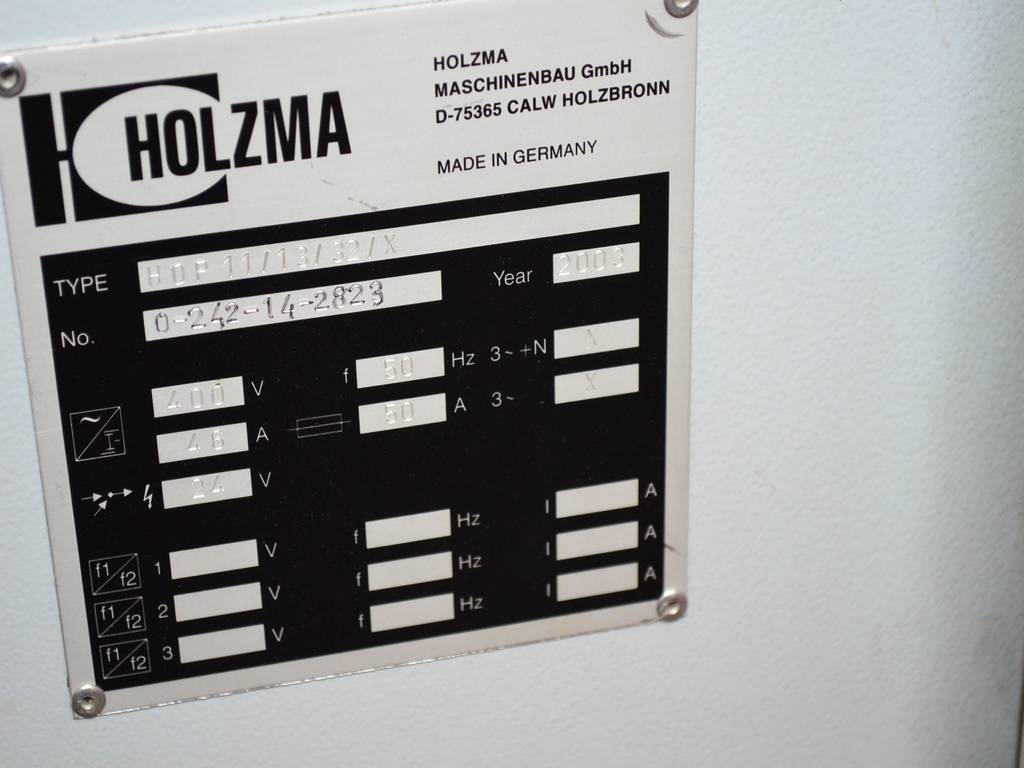 HOLZMA
HOLZMA
MASCHINENBAU GmbH
D-75365 CALW HOLZBRONN
MADE IN GERMANY
TYPE HOP 11/13/32/X
No. 0-242-14-2823 Year 2003
400 V f 50 Hz 3~ +N X
46 A 50 A 3~ X
24 V
f1/f2 1 V f Hz I A
f1/f2 2 V f Hz I A
f1/f2 3 V f Hz I A